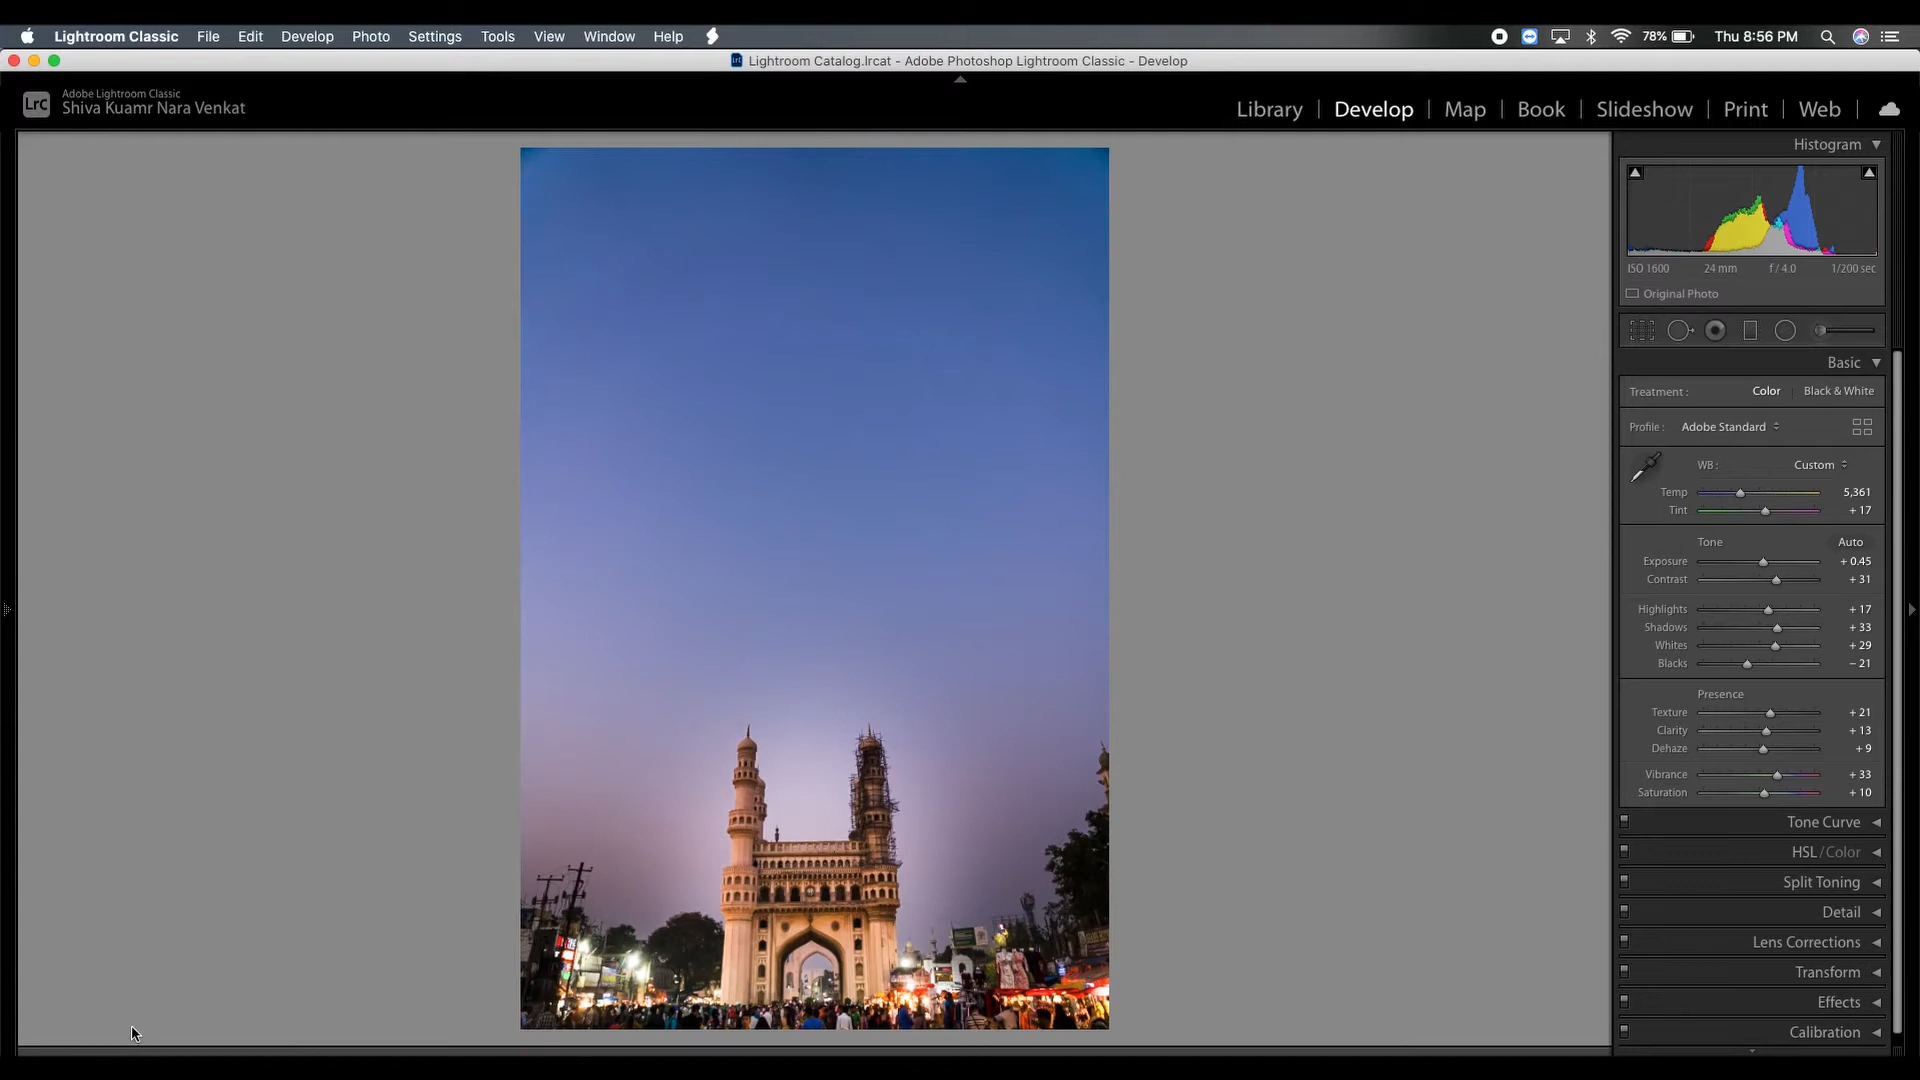 Lightroom Classic File Edit Develop Photo Settings Tools View Window Help 78% Thu 8:56 PM
Lightroom Catalog.lrcat - Adobe Photoshop Lightroom Classic - Develop
LrC
Adobe Lightroom Classic
Shiva Kuamr Nara Venkat
Library | Develop | Map | Book | Slideshow | Print | Web |
Histogram
ISO 1600 24 mm f / 4.0 1/200 sec
Original Photo
Basic
Treatment : Color Black & White
Profile : Adobe Standard
WB : Custom
Temp 5,361
Tint + 17
Tone Auto
Exposure + 0.45
Contrast + 31
Highlights + 17
Shadows + 33
Whites + 29
Blacks – 21
Presence
Texture + 21
Clarity + 13
Dehaze + 9
Vibrance + 33
Saturation + 10
Tone Curve
HSL / Color
Split Toning
Detail
Lens Corrections
Transform
Effects
Calibration